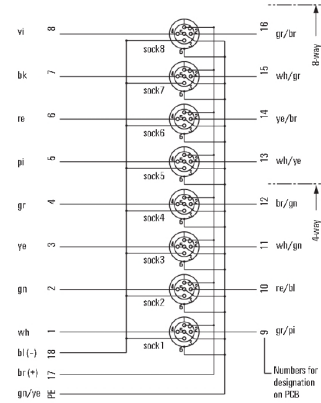 vi 8 sock8 16 gr/br
8-way
bk 7 sock7 15 wh/gr
re 6 sock6 14 ye/br
pi 5 sock5 13 wh/ye
gr 4 sock4 12 br/gn
4-way
ye 3 sock3 11 wh/gn
gn 2 sock2 10 re/bl
wh 1 sock1 9 gr/pi
bl (−) 18
br (+) 17
gn/ye PE
Numbers for
designation
on PCB